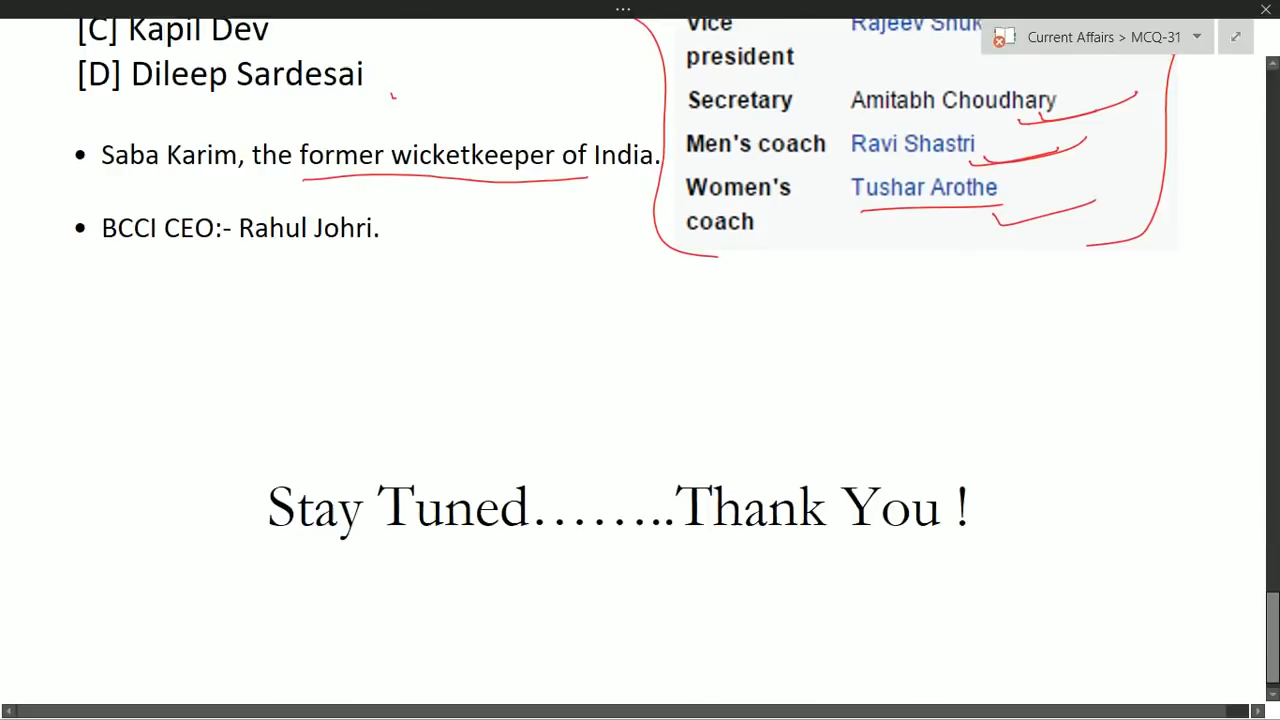 [C] Kapil Dev
[D] Dileep Sardesai
• Saba Karim, the former wicketkeeper of India.
• BCCI CEO:- Rahul Johri.
Vice president Rajeev
Secretary Amitabh Choudhary
Men's coach Ravi Shastri
Women's coach Tushar Arothe
Current Affairs > MCQ-31
Stay Tuned……..Thank You !